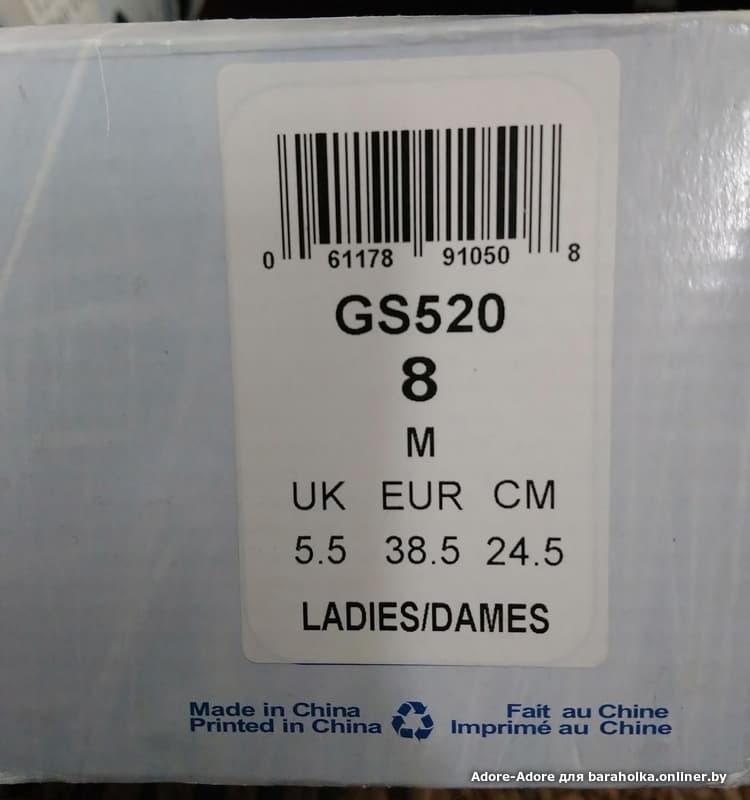 0 61178 91050 8
GS520
8
M
UK EUR CM
5.5 38.5 24.5
LADIES/DAMES
Made in China
Printed in China
Fait au Chine
Imprimé au Chine
Adore-Adore для baraholka.onliner.by